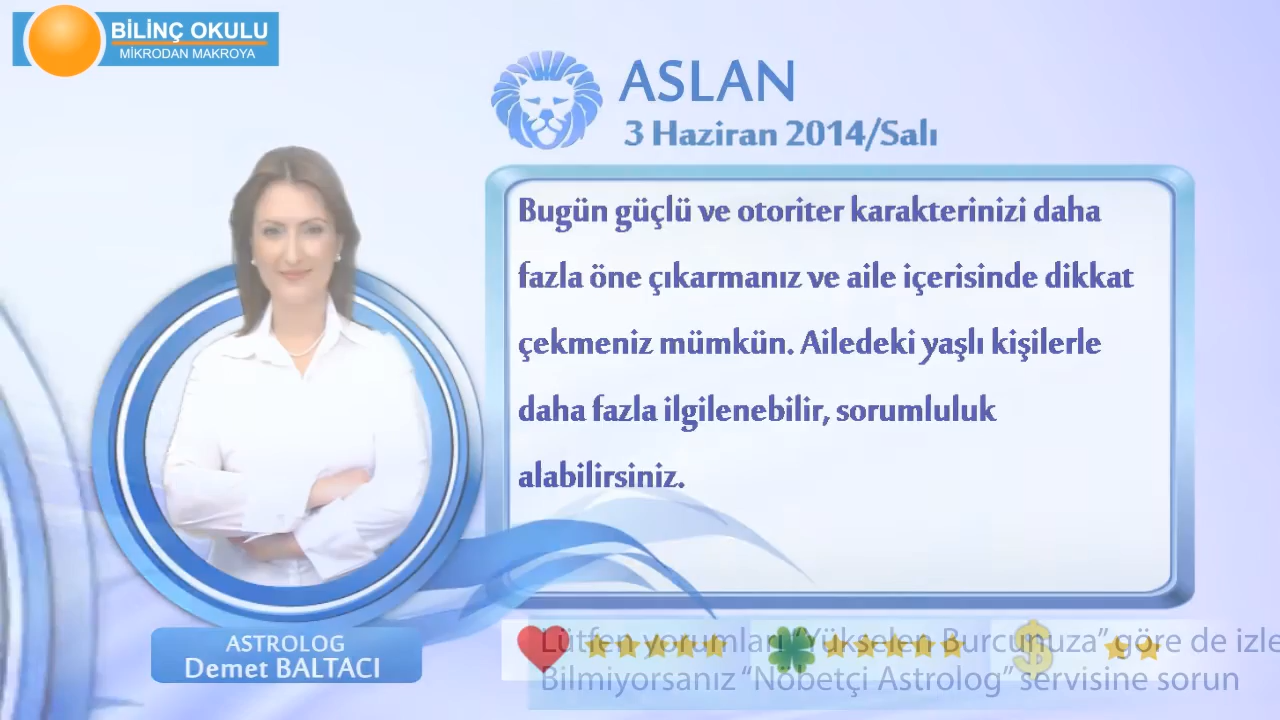 BİLİNÇ OKULU
MİKRODAN MAKROYA
ASLAN
3 Haziran 2014/Salı
Bugün güçlü ve otoriter karakterinizi daha
fazla öne çıkarmanız ve aile içerisinde dikkat
çekmeniz mümkün. Ailedeki yaşlı kişilerle
daha fazla ilgilenebilir, sorumluluk
alabilirsiniz.
ASTROLOG
Demet BALTACI
Lütfen yorumları “Yükselen Burcunuza” göre de izle
Bilmiyorsanız “Nöbetçi Astrolog” servisine sorun